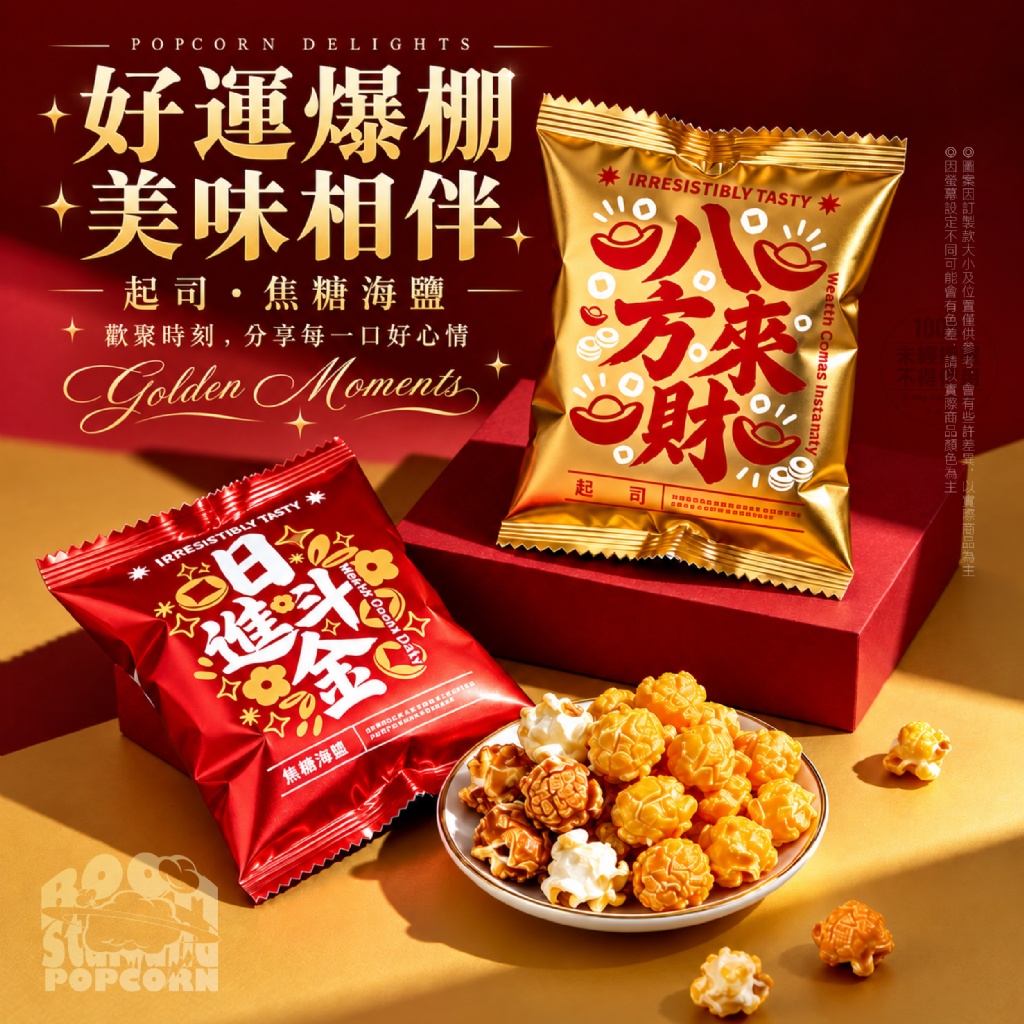 POPCORN DELIGHTS
好運爆棚
美味相伴
起司・焦糖海鹽
歡聚時刻，分享每一口好心情
Golden Moments
IRRESISTIBLY TASTY
八方來財
Wealth Comas Instanaty
起司
IRRESISTIBLY TASTY
日進斗金
Daty
焦糖海鹽
◎圖案因訂製款大小及位置僅供參考，會有些許差異，以實際商品為主
◎因螢幕設定不同可能會有色差，請以實際商品顏色為主
POPCORN